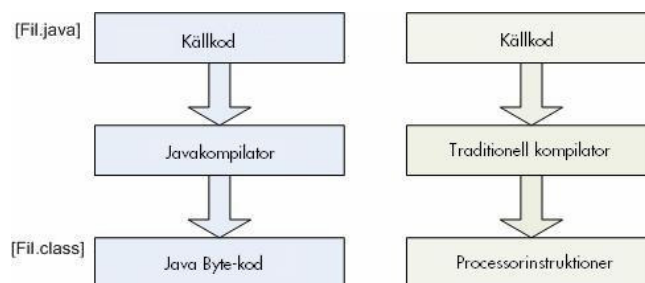 [Fil.java]
Källkod
Källkod
Javakompilator
Traditionell kompilator
[Fil.class]
Java Byte-kod
Processorinstruktioner